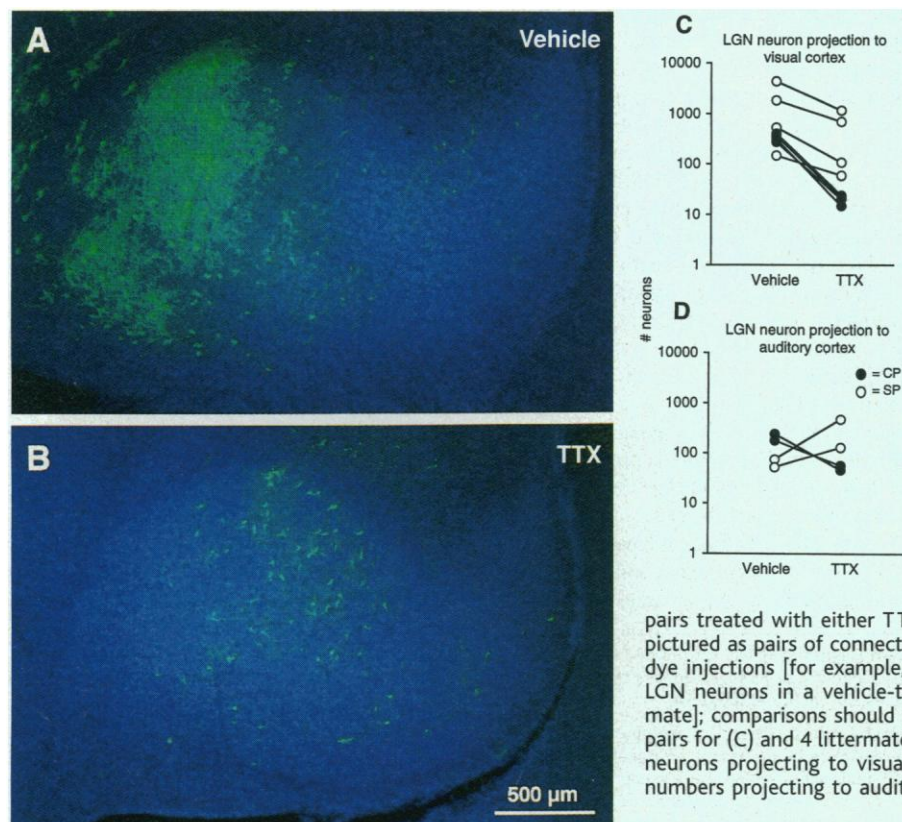 A
Vehicle
B
TTX
500 µm
C
LGN neuron projection to
visual cortex
10000
1000
100
10
1
Vehicle TTX
# neurons
D
LGN neuron projection to
auditory cortex
10000
1000
100
10
1
● = CP
○ = SP
Vehicle TTX
pairs treated with either TT
pictured as pairs of connect
dye injections [for example,
LGN neurons in a vehicle-t
mate]; comparisons should
pairs for (C) and 4 littermate
neurons projecting to visua
numbers projecting to audit